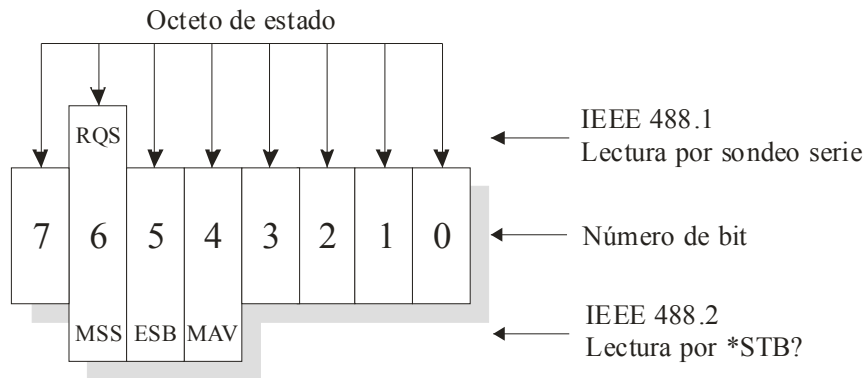 Octeto de estado
RQS
IEEE 488.1
Lectura por sondeo serie
7 6 5 4 3 2 1 0
Número de bit
MSS ESB MAV
IEEE 488.2
Lectura por *STB?